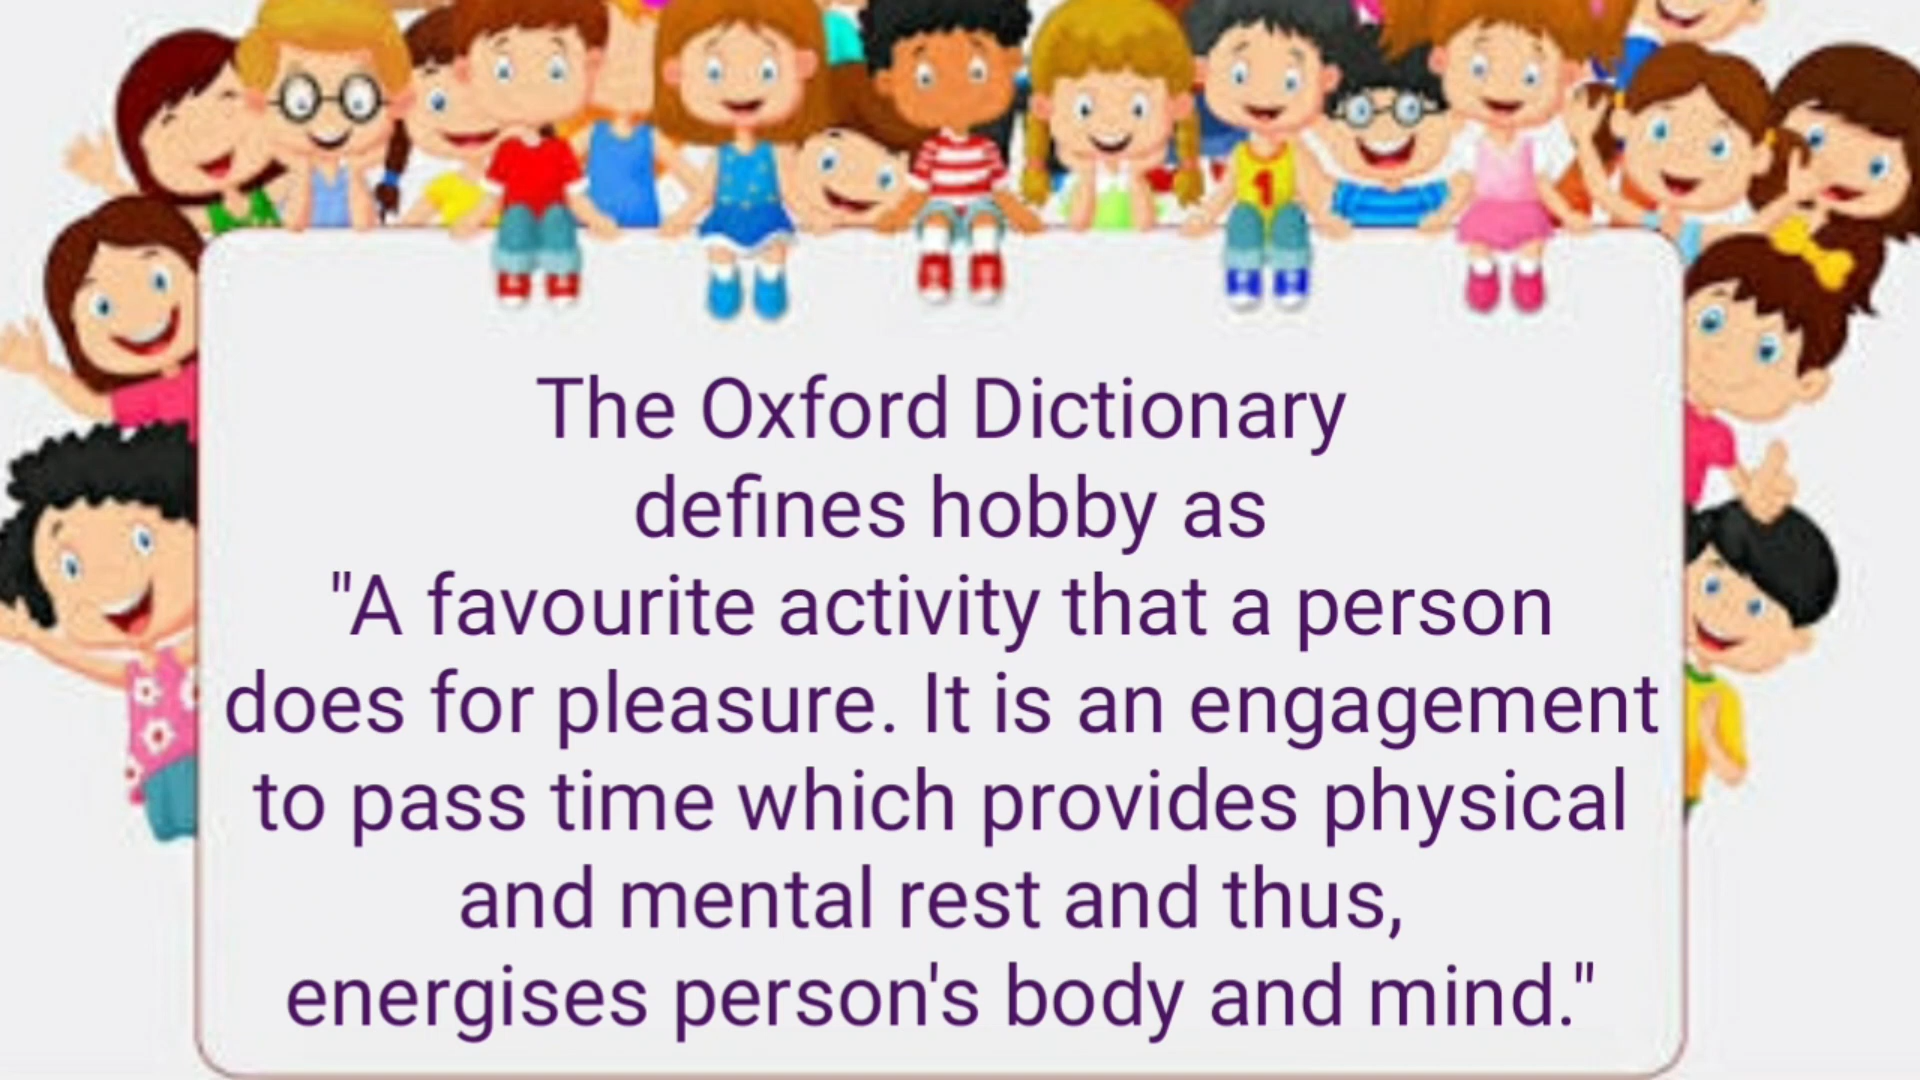 The Oxford Dictionary
defines hobby as
"A favourite activity that a person
does for pleasure. It is an engagement
to pass time which provides physical
and mental rest and thus,
energises person's body and mind."
1